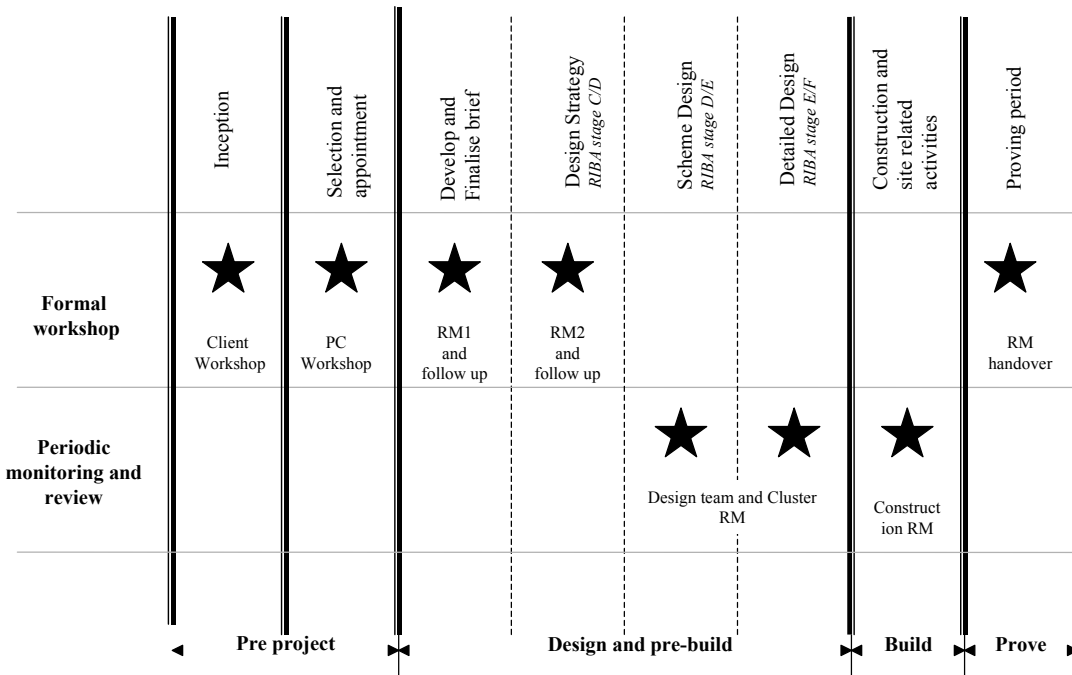 Inception
Selection and
appointment
Develop and
Finalise brief
Design Strategy
RIBA stage C/D
Scheme Design
RIBA stage D/E
Detailed Design
RIBA stage E/F
Construction and
site related
activities
Proving period
Formal
workshop
Client
Workshop
PC
Workshop
RM1
and
follow up
RM2
and
follow up
RM
handover
Periodic
monitoring and
review
Design team and Cluster
RM
Construct
ion RM
Pre project
Design and pre-build
Build
Prove